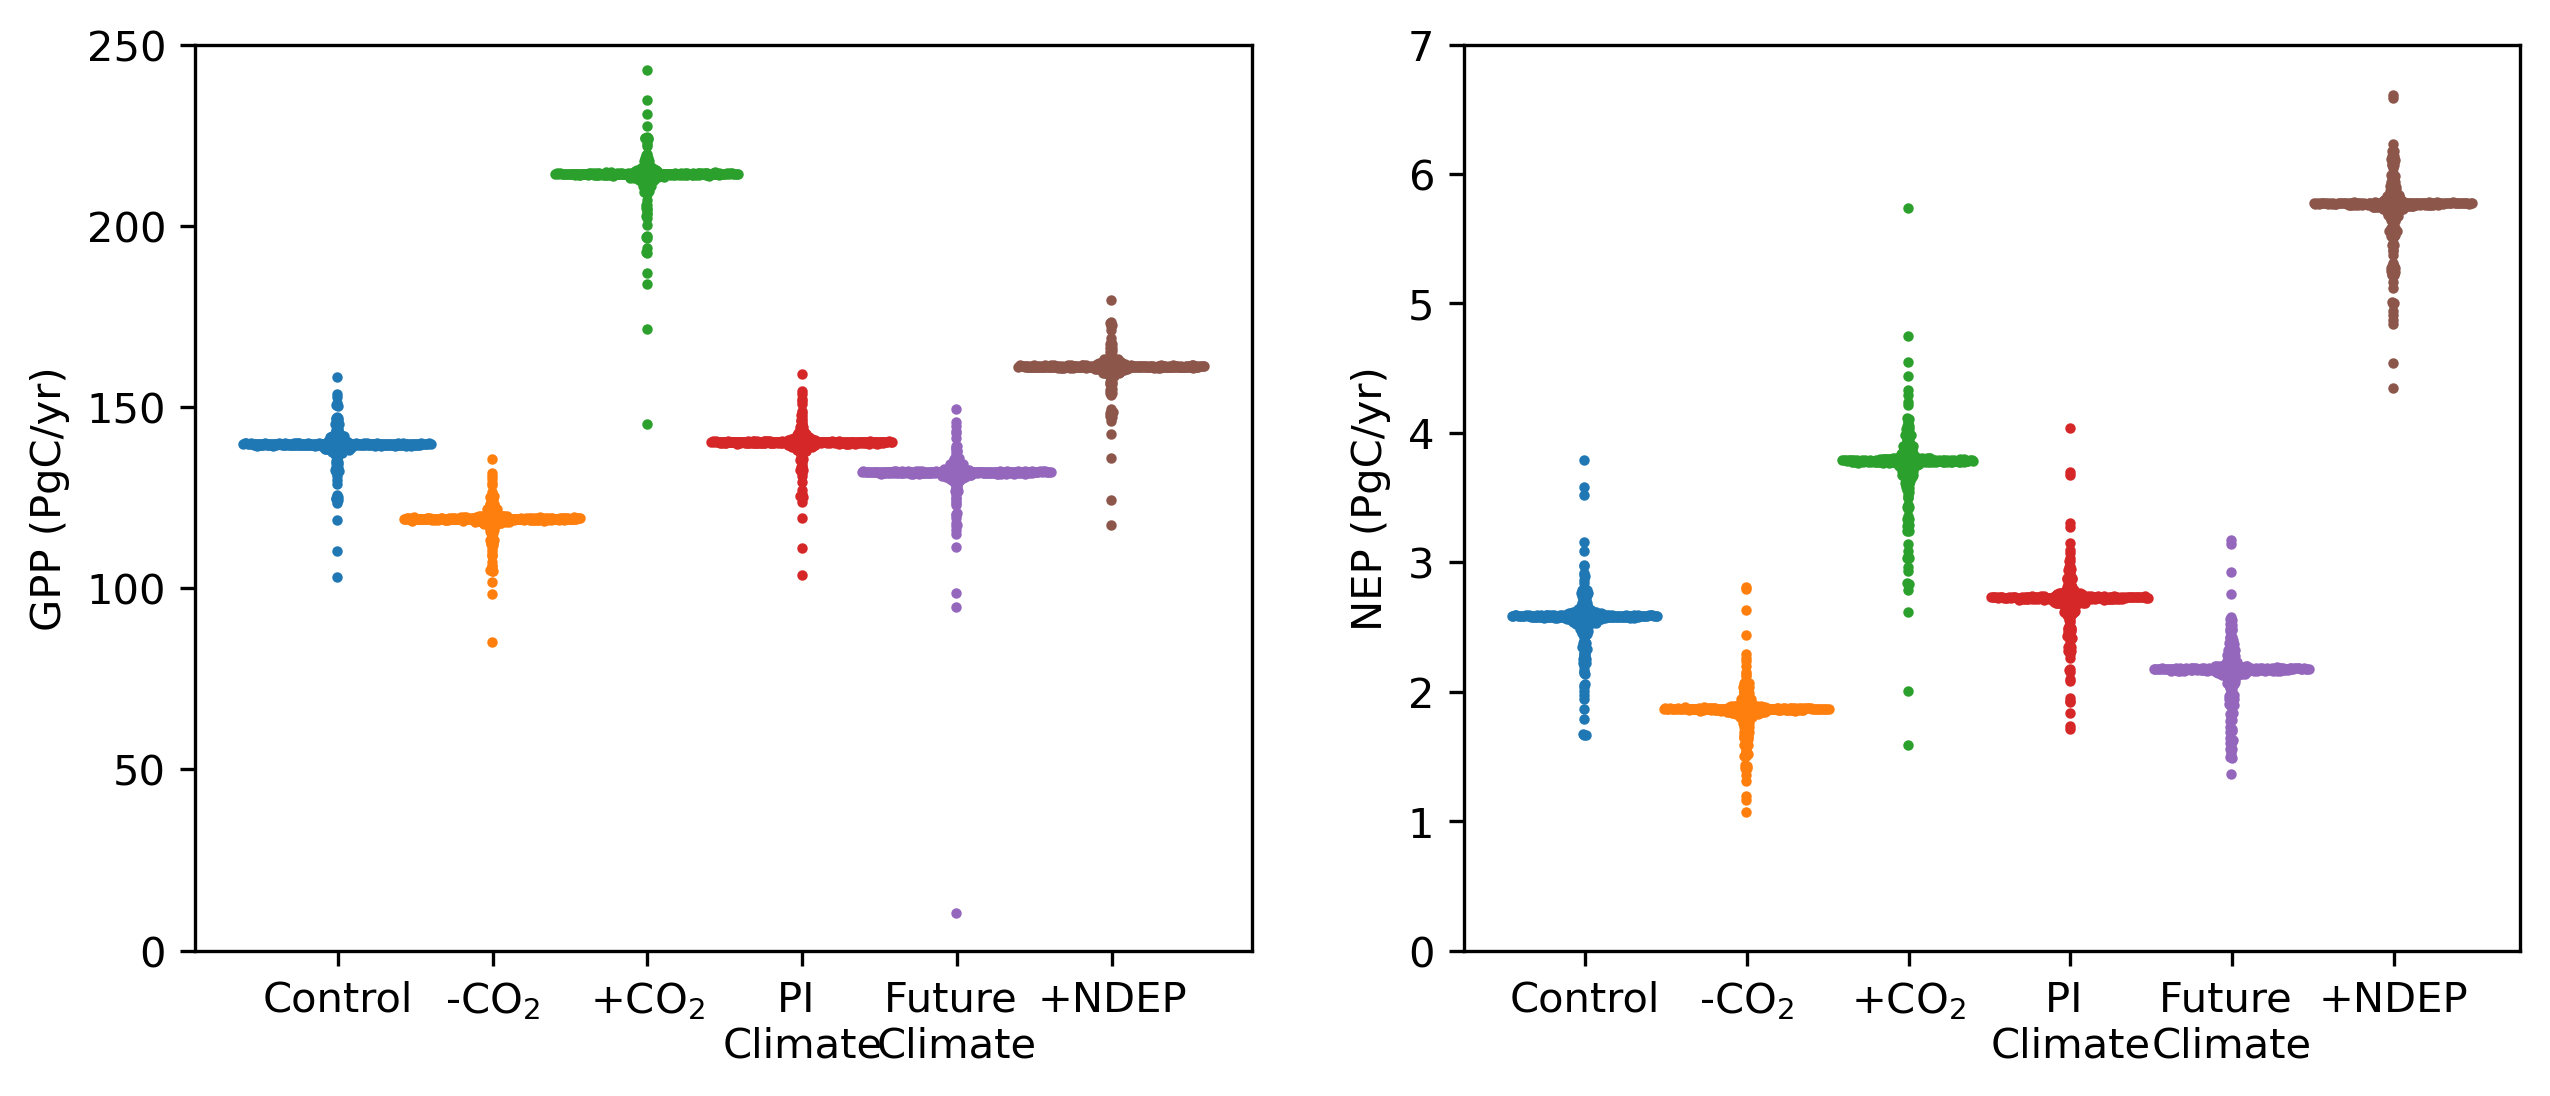 GPP (PgC/yr)
250
200
150
100
50
0
Control
-CO₂
+CO₂
PI
Climate
Future
Climate
+NDEP
NEP (PgC/yr)
7
6
5
4
3
2
1
0
Control
-CO₂
+CO₂
PI
Climate
Future
Climate
+NDEP